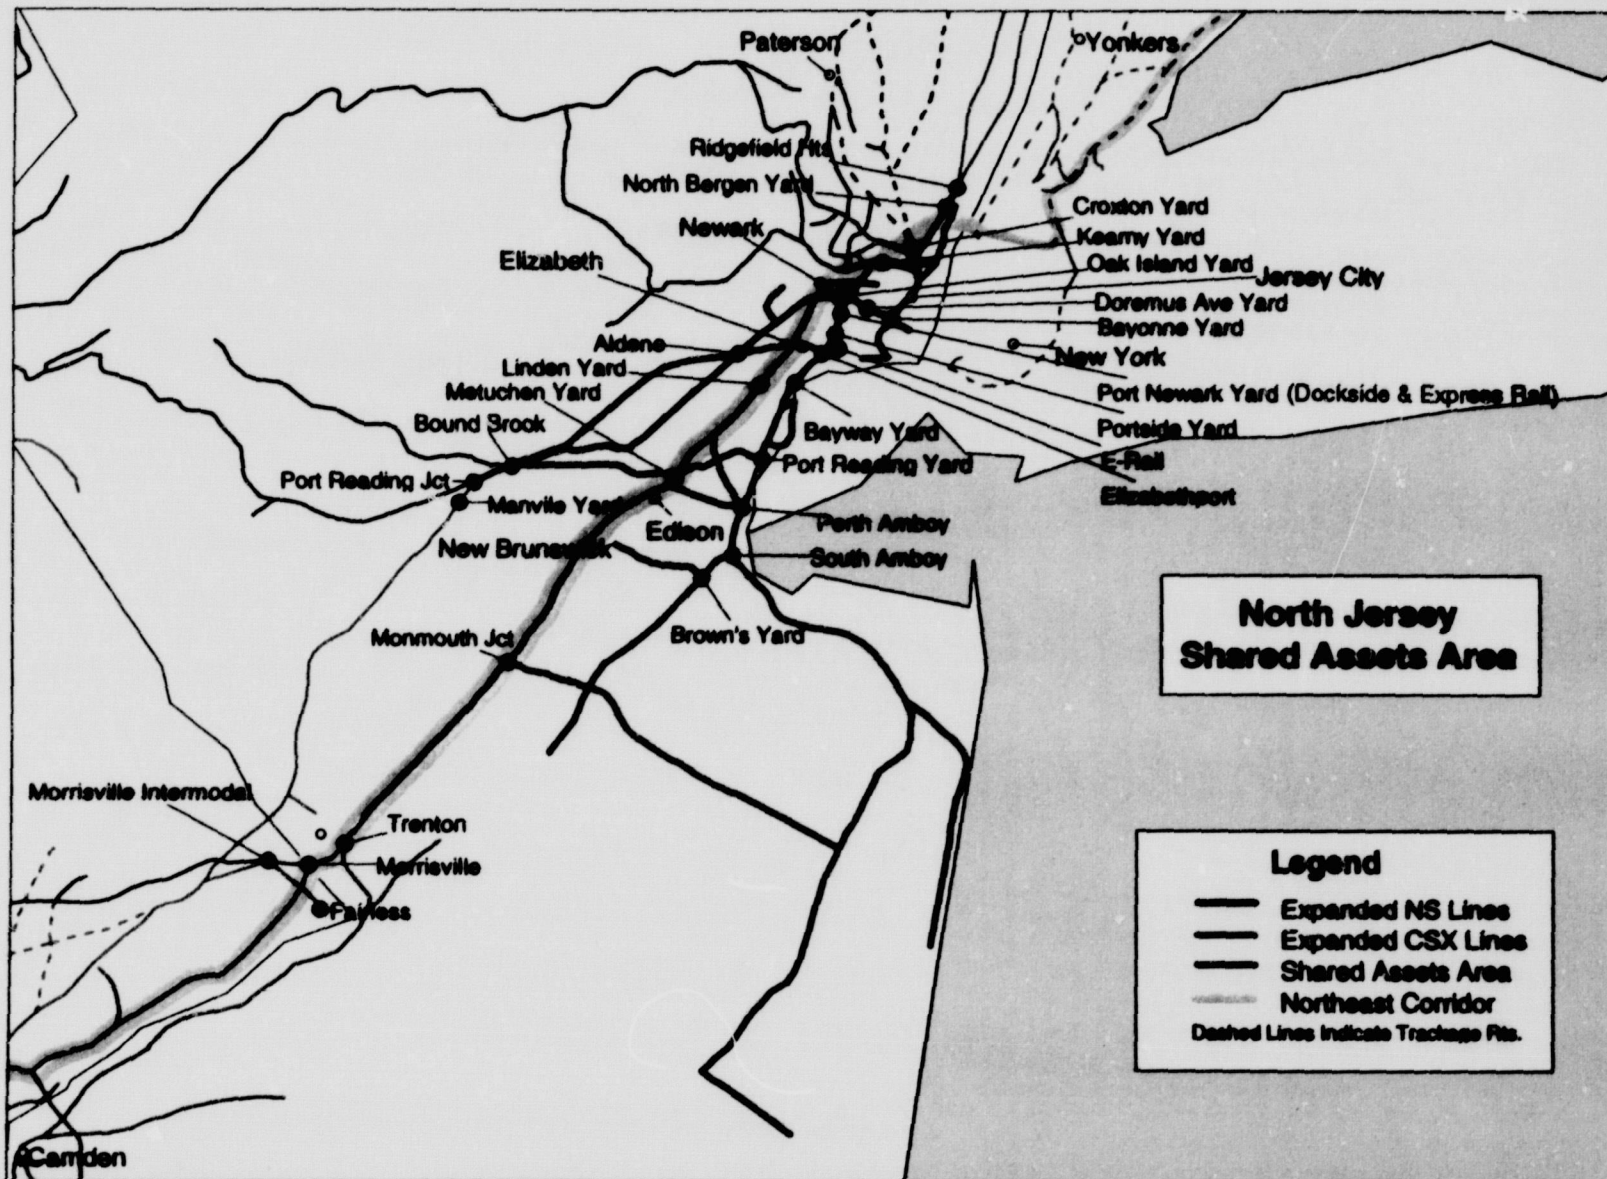 Paterson
Yonkers
Ridgefield Hts
North Bergen Yard
Newark
Elizabeth
Croxton Yard
Kearny Yard
Oak Island Yard
Jersey City
Doremus Ave Yard
Bayonne Yard
New York
Aldene
Linden Yard
Metuchen Yard
Bound Brook
Port Newark Yard (Dockside & Express Rail)
Portside Yard
E-Rail
Elizabethport
Bayway Yard
Port Reading Yard
Port Reading Jct
Manvile Yard
Edison
Perth Amboy
New Brunswick
South Amboy
Monmouth Jct
Brown's Yard
North Jersey
Shared Assets Area
Morrisville Intermodal
Trenton
Morrisville
Fairless
Camden
Legend
Expanded NS Lines
Expanded CSX Lines
Shared Assets Area
Northeast Corridor
Dashed Lines Indicate Trackage Rts.